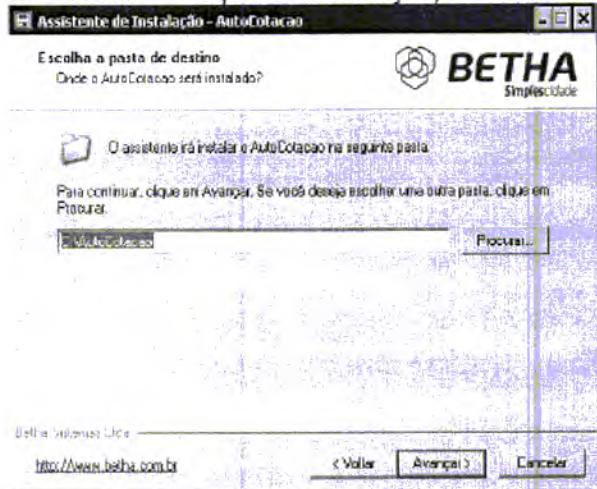 Assistente de Instalação - AutoCotacao
Escolha a pasta de destino
Onde o AutoCotacao será instalado?
BETHA
Simplescidade
O assistente irá instalar o AutoCotacao na seguinte pasta.
Para continuar, clique em Avançar. Se você deseja escolher uma outra pasta, clique em
Procurar.
C:\AutoCotacao
Procurar...
Betha Sistemas Ltda
http://www.betha.com.br
< Voltar
Avançar >
Cancelar